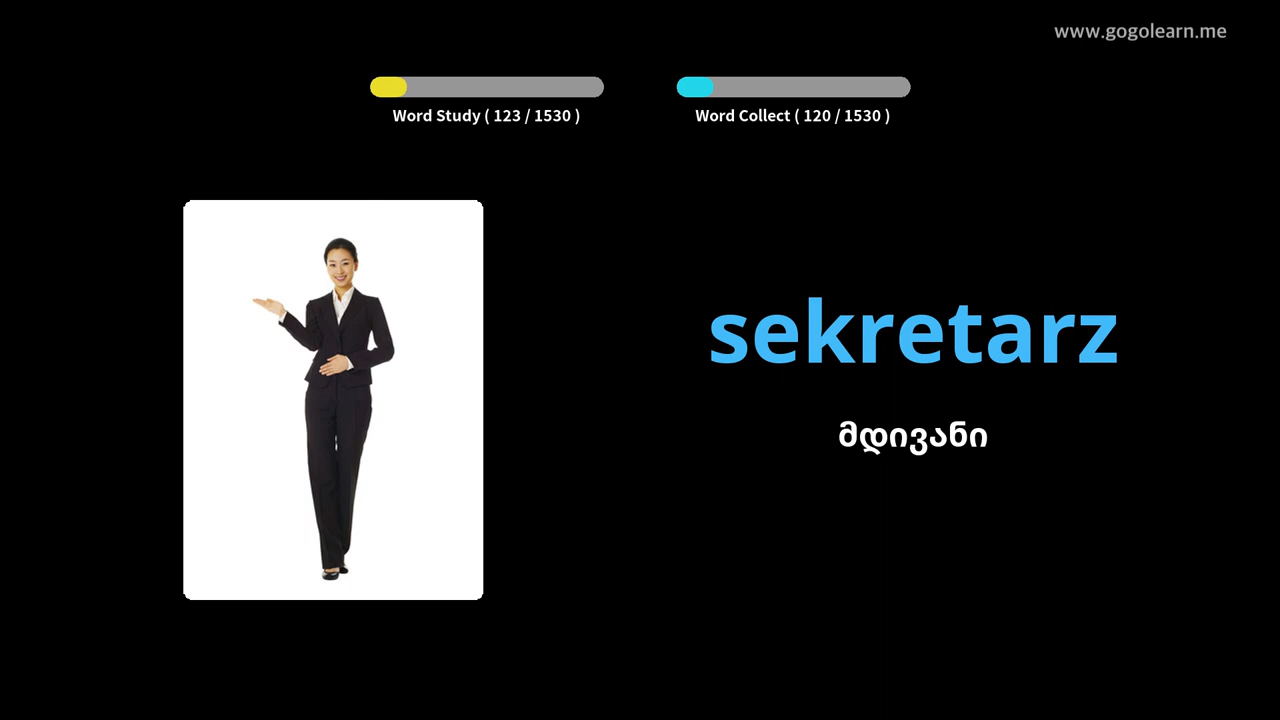 www.gogolearn.me
Word Study ( 123 / 1530 )
Word Collect ( 120 / 1530 )
sekretarz
მდივანი